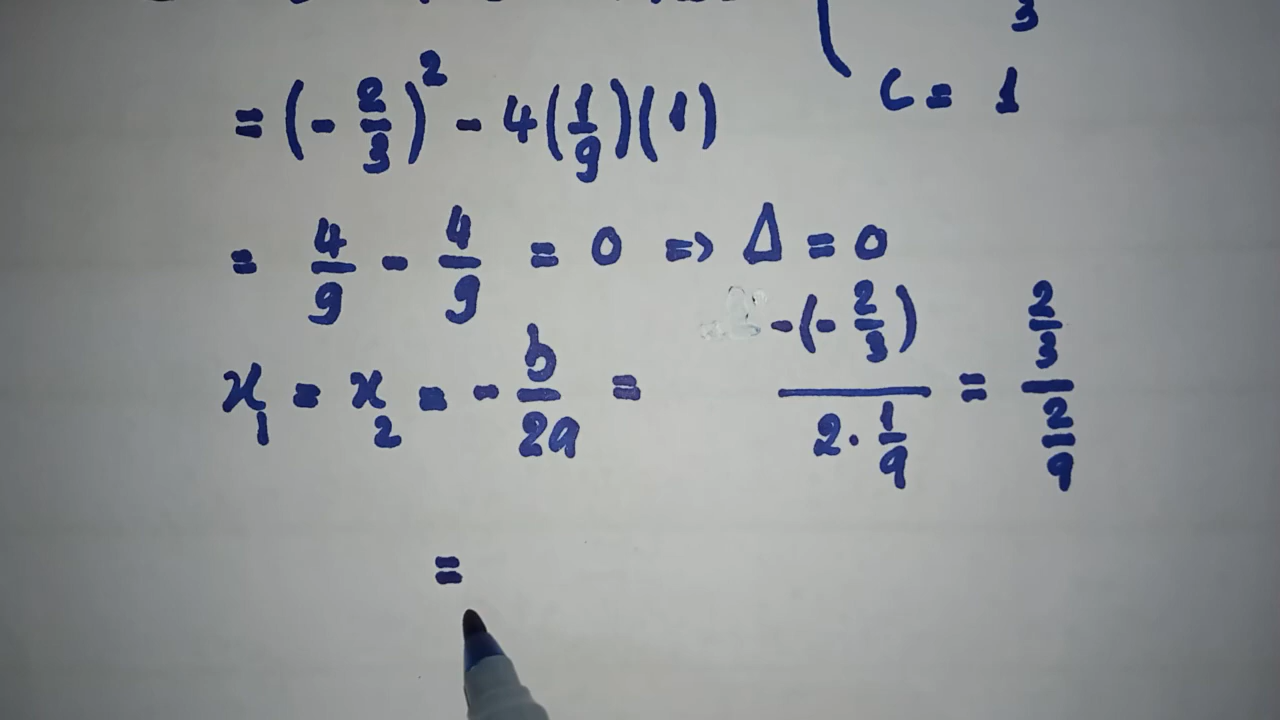 3
= (- 2/3)² - 4(1/9)(1)
c = 1
= 4/9 - 4/9 = 0 => Δ = 0
x₁ = x₂ = - b/2a = -(- 2/3) / (2 · 1/9) = (2/3) / (2/9)
=